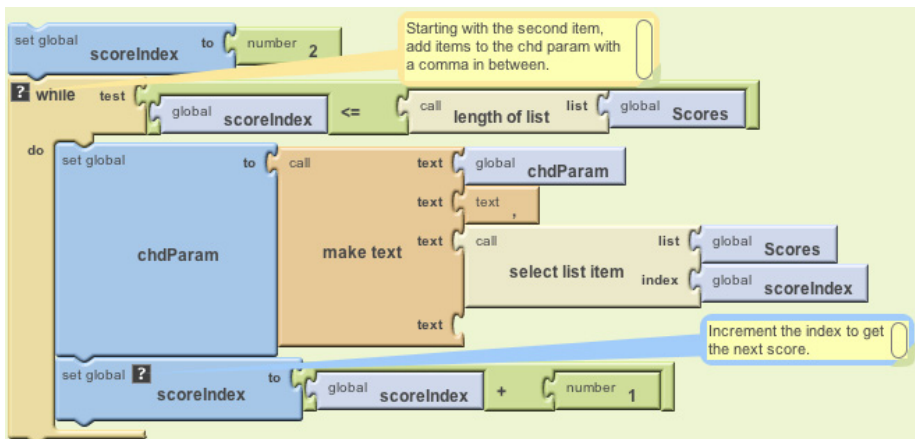 Starting with the second item,
add items to the chd param with
a comma in between.
set global scoreIndex to number 2
? while test global scoreIndex <= call length of list list global Scores
do
set global chdParam to call make text text global chdParam
text text ,
text call select list item list global Scores
index global scoreIndex
text
Increment the index to get
the next score.
set global ? scoreIndex to global scoreIndex + number 1